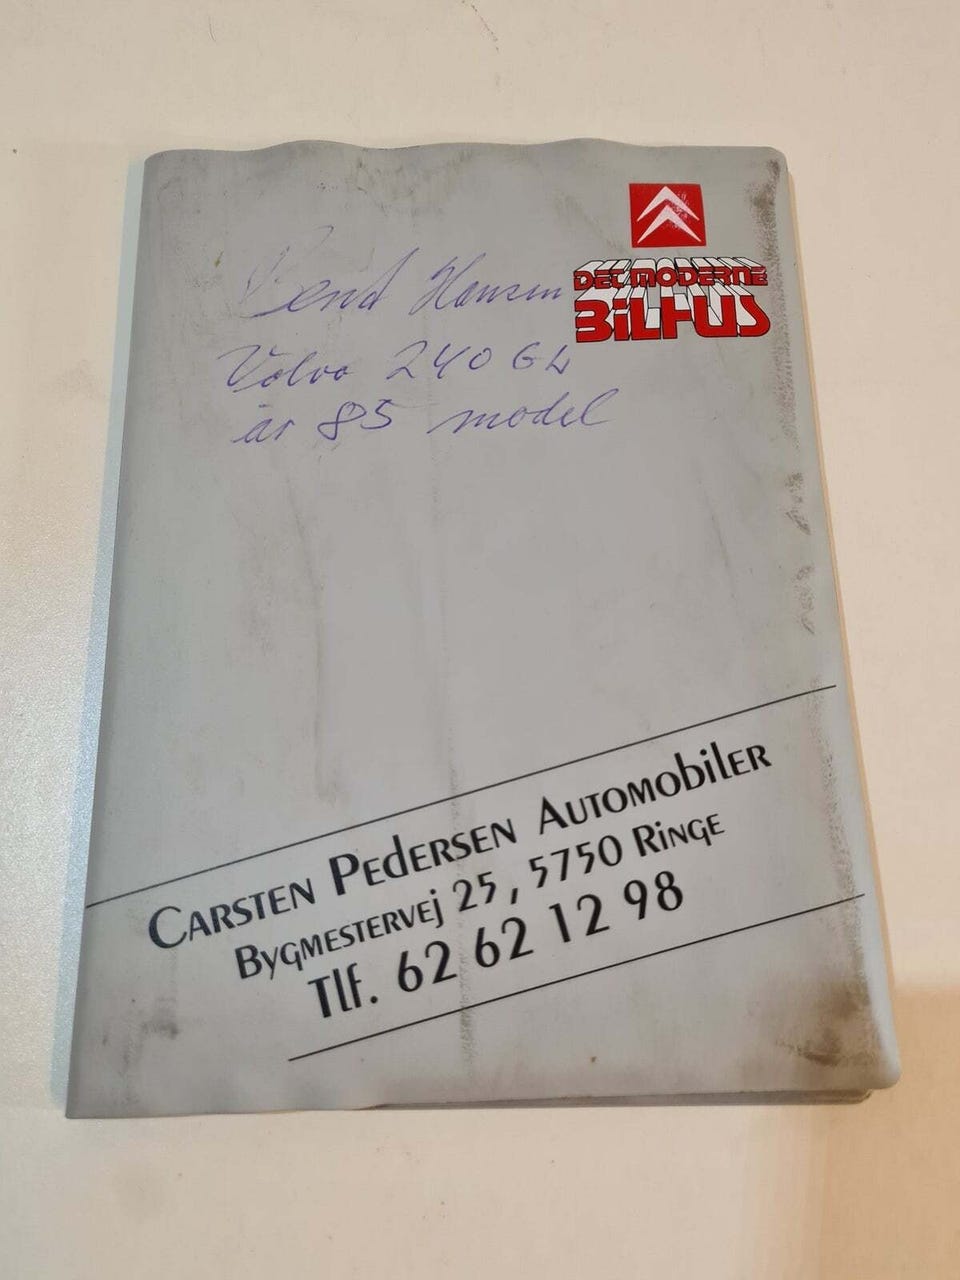 DET MODERNE
BILHUS
Bend Hansen
Volvo 240 GL
år 85 model
Carsten Pedersen Automobiler
Bygmestervej 25, 5750 Ringe
Tlf. 62 62 12 98